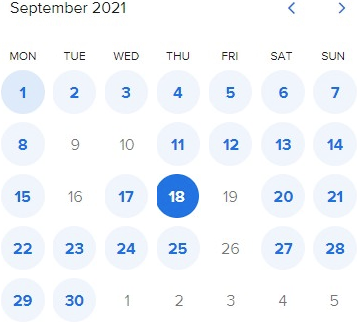 September 2021
MON TUE WED THU FRI SAT SUN
1 2 3 4 5 6 7
8 9 10 11 12 13 14
15 16 17 18 19 20 21
22 23 24 25 26 27 28
29 30 1 2 3 4 5